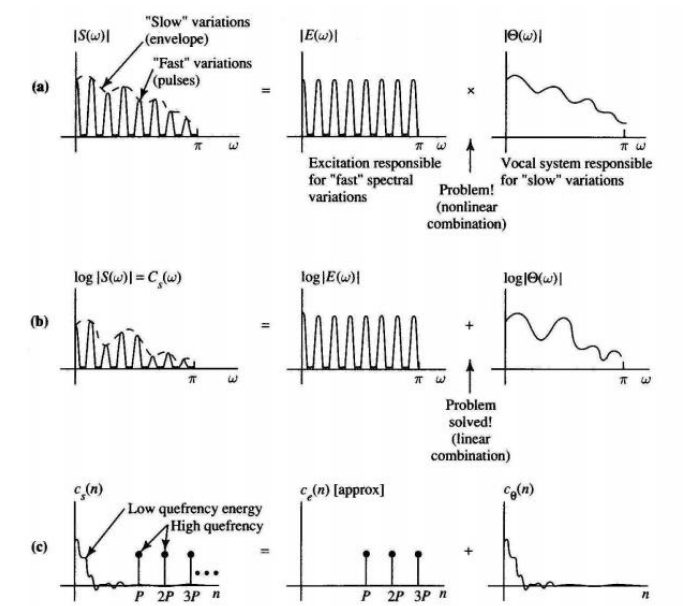 |S(ω)|
"Slow" variations
(envelope)
"Fast" variations
(pulses)
(a)
π ω
=
|E(ω)|
π ω
Excitation responsible
for "fast" spectral
variations
×
Problem!
(nonlinear
combination)
|Θ(ω)|
π ω
Vocal system responsible
for "slow" variations
log |S(ω)| = C_s(ω)
(b)
π ω
=
log|E(ω)|
π ω
+
Problem
solved!
(linear
combination)
log|Θ(ω)|
π ω
c_s(n)
Low quefrency energy
High quefrency
(c)
P 2P 3P n
=
c_e(n) [approx]
P 2P 3P n
+
c_θ(n)
n